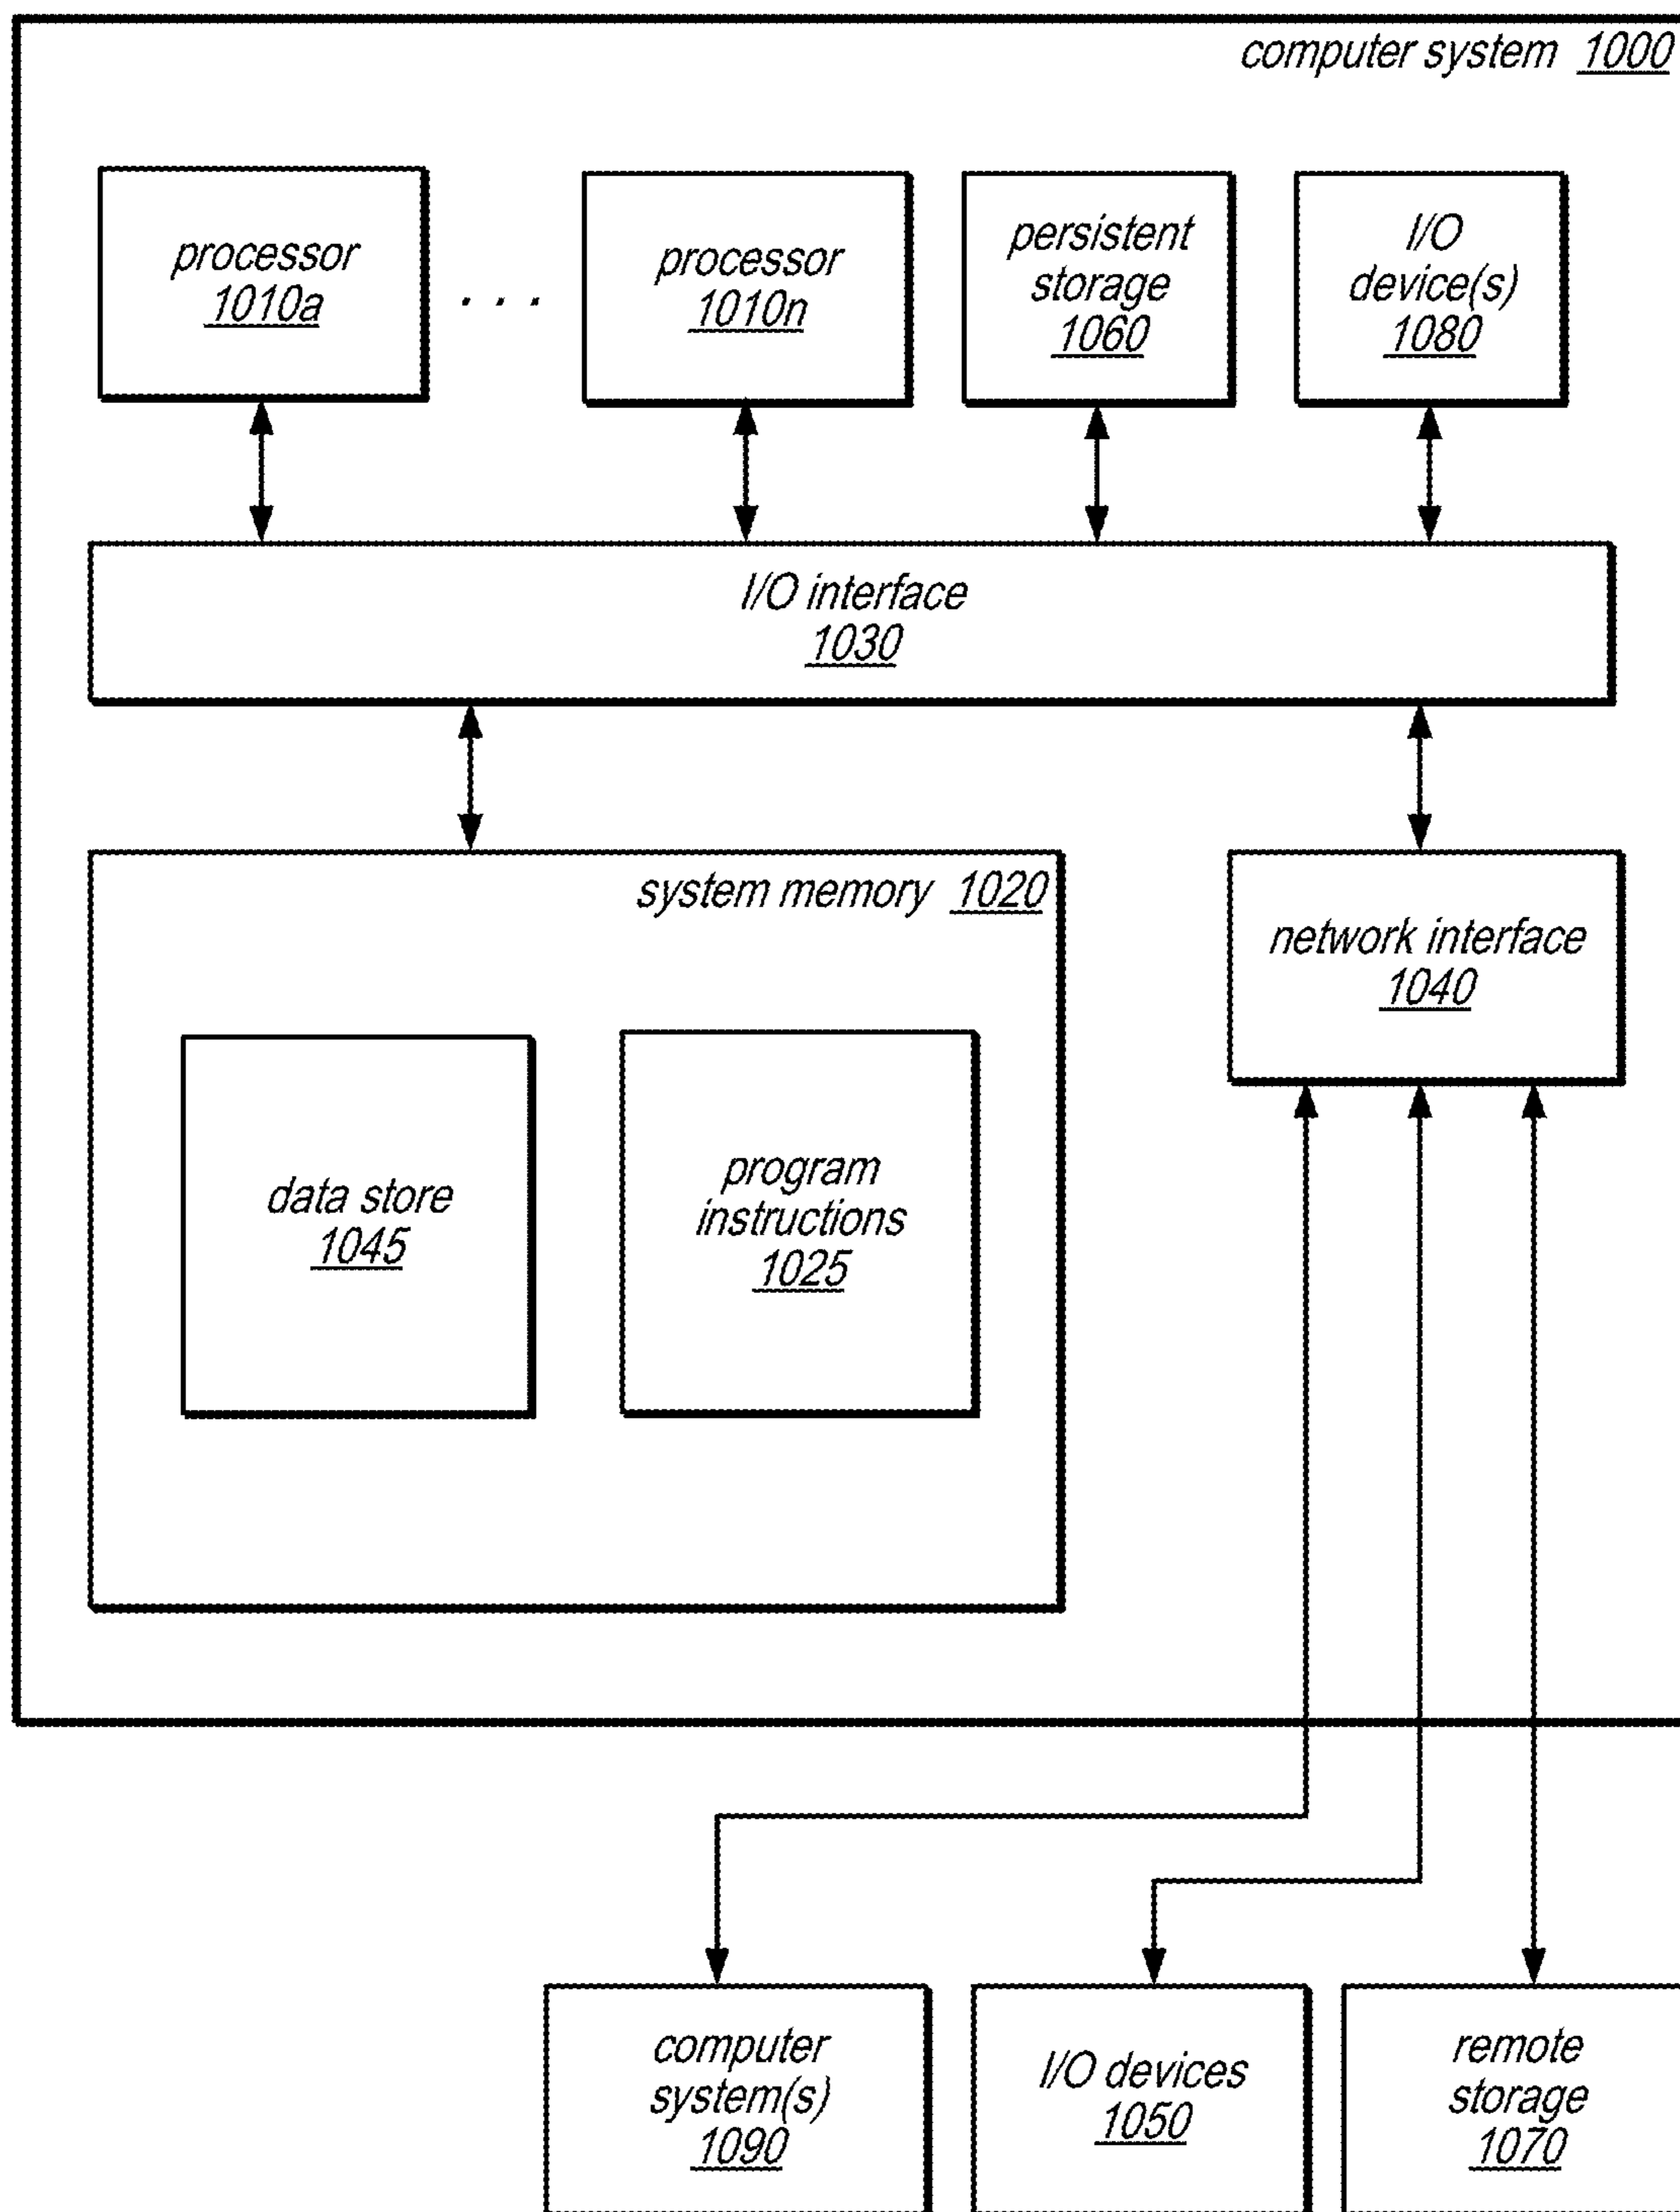 computer system 1000
processor
1010a
. . .
processor
1010n
persistent
storage
1060
I/O
device(s)
1080
I/O interface
1030
system memory 1020
network interface
1040
data store
1045
program
instructions
1025
computer
system(s)
1090
I/O devices
1050
remote
storage
1070